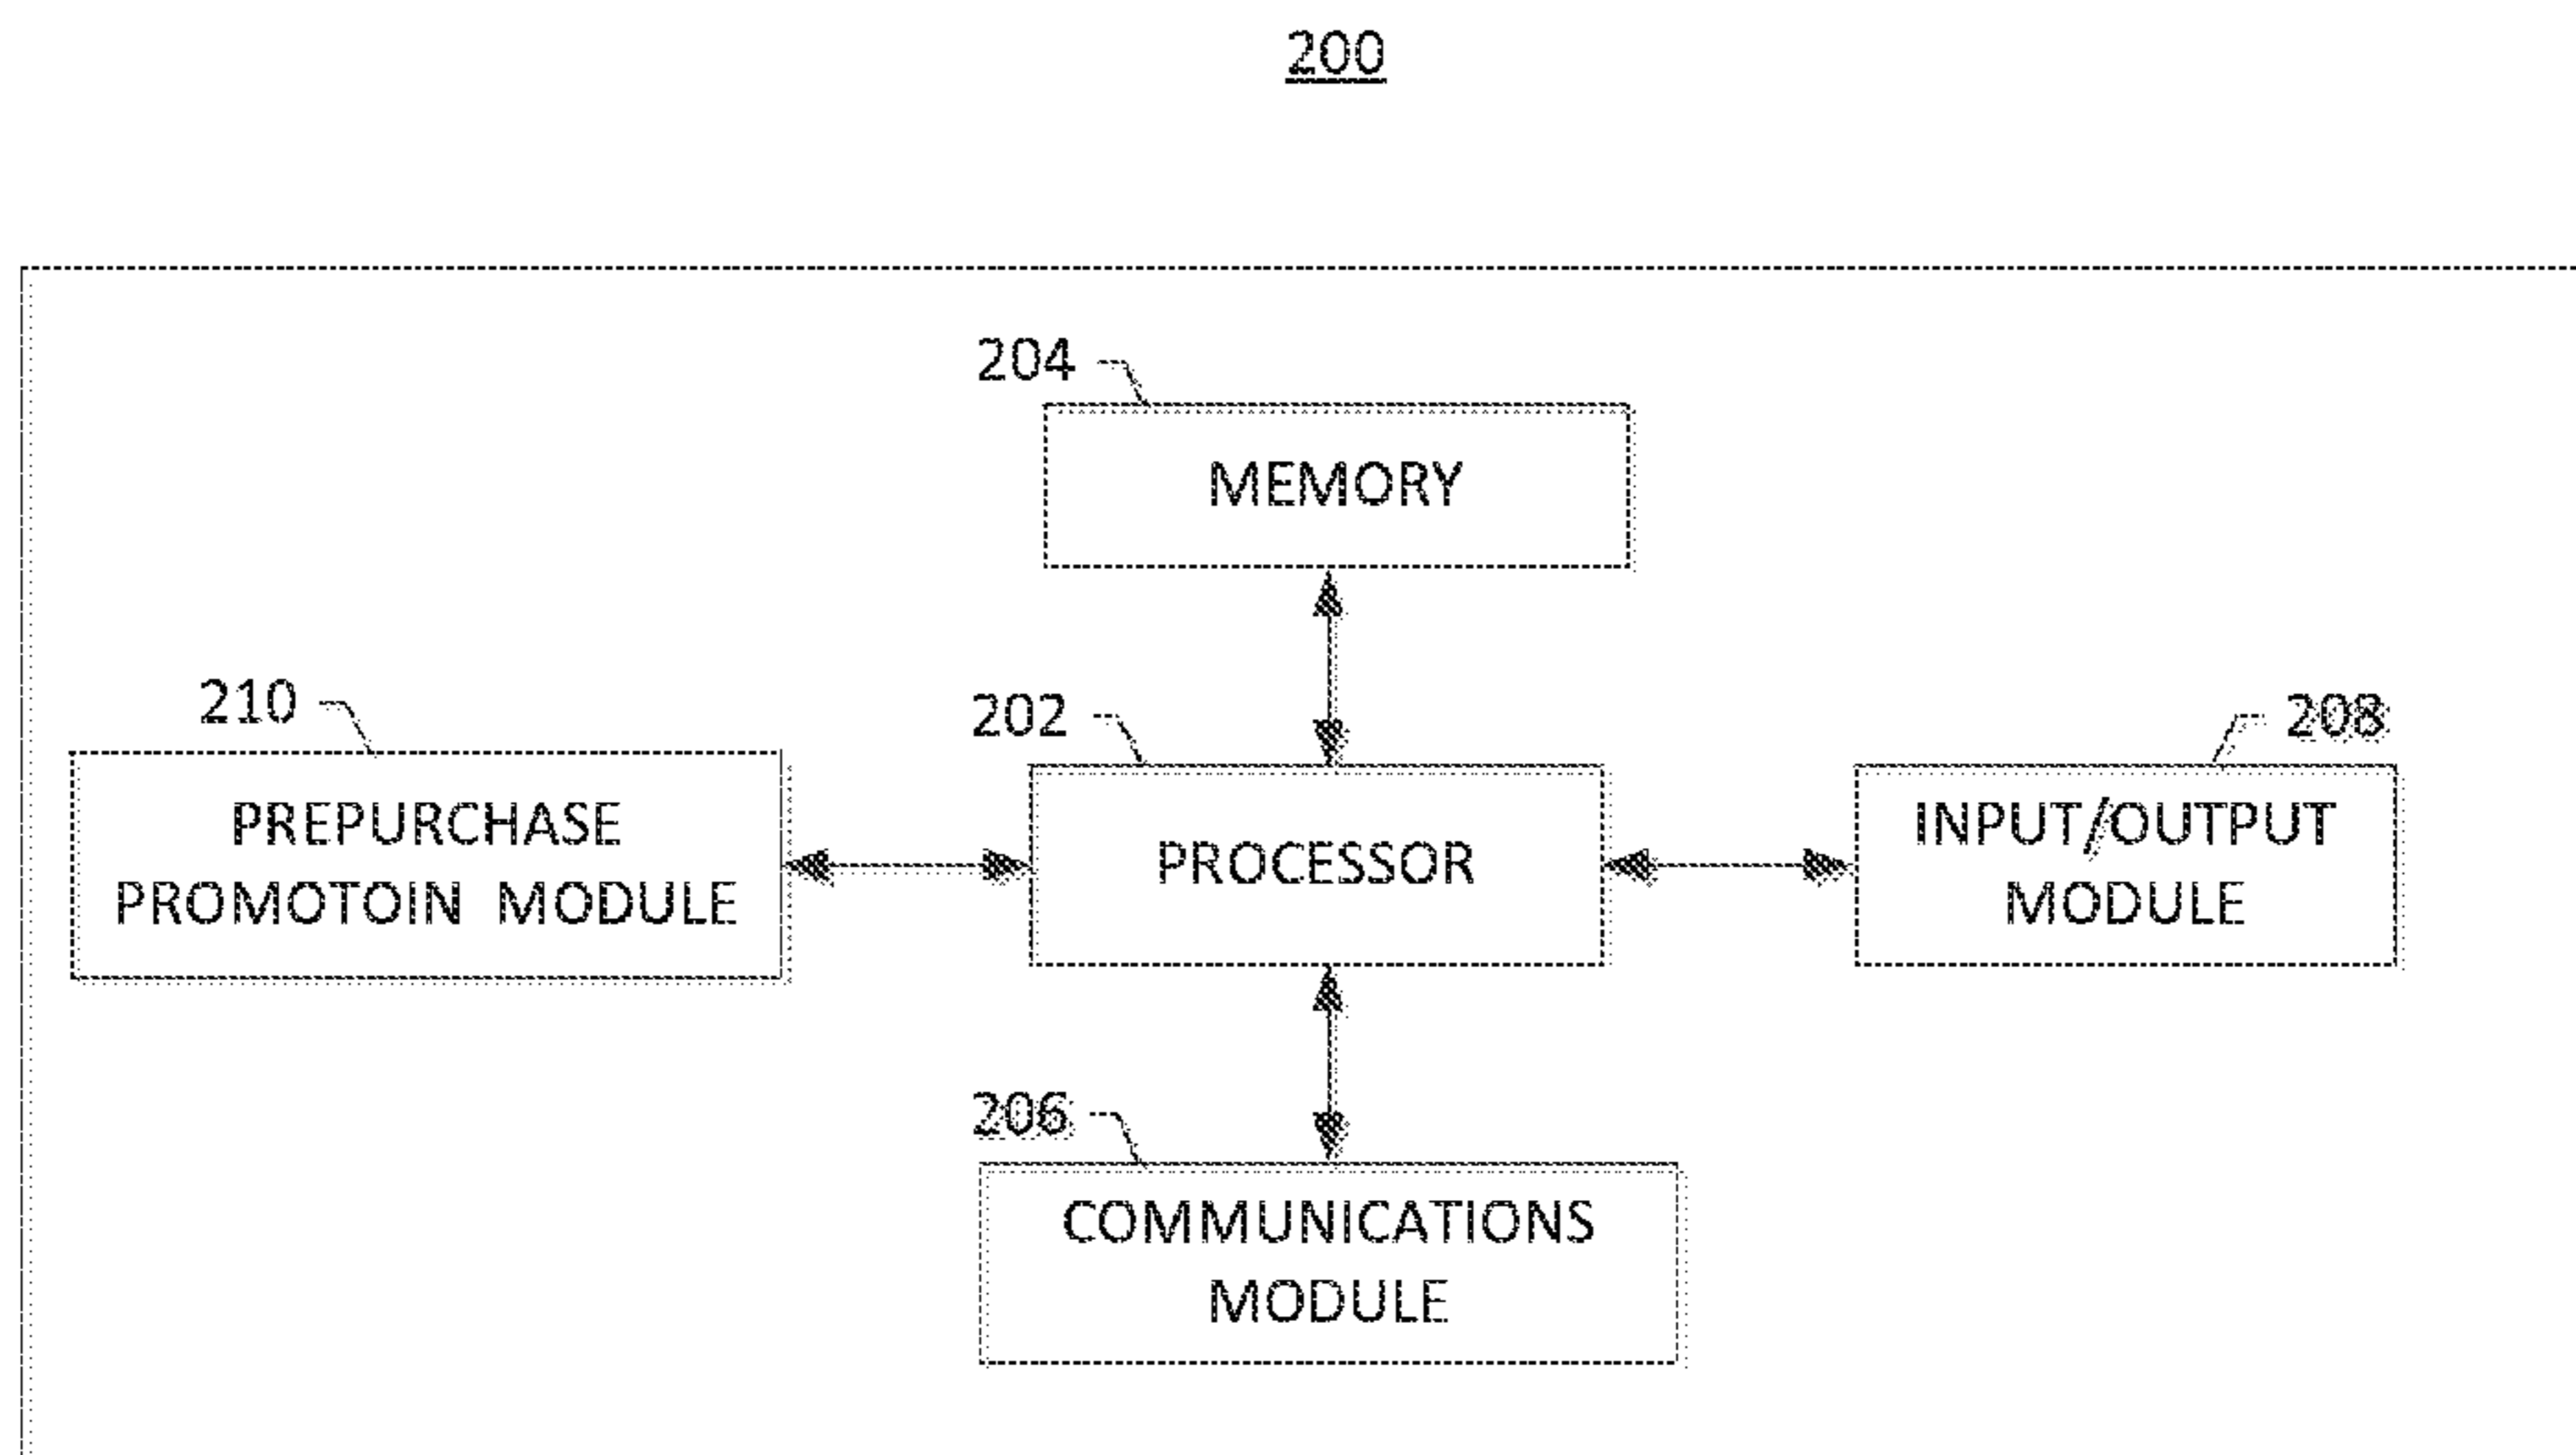 200
204
MEMORY
210
202
208
PREPURCHASE
PROMOTOIN MODULE
PROCESSOR
INPUT/OUTPUT
MODULE
206
COMMUNICATIONS
MODULE